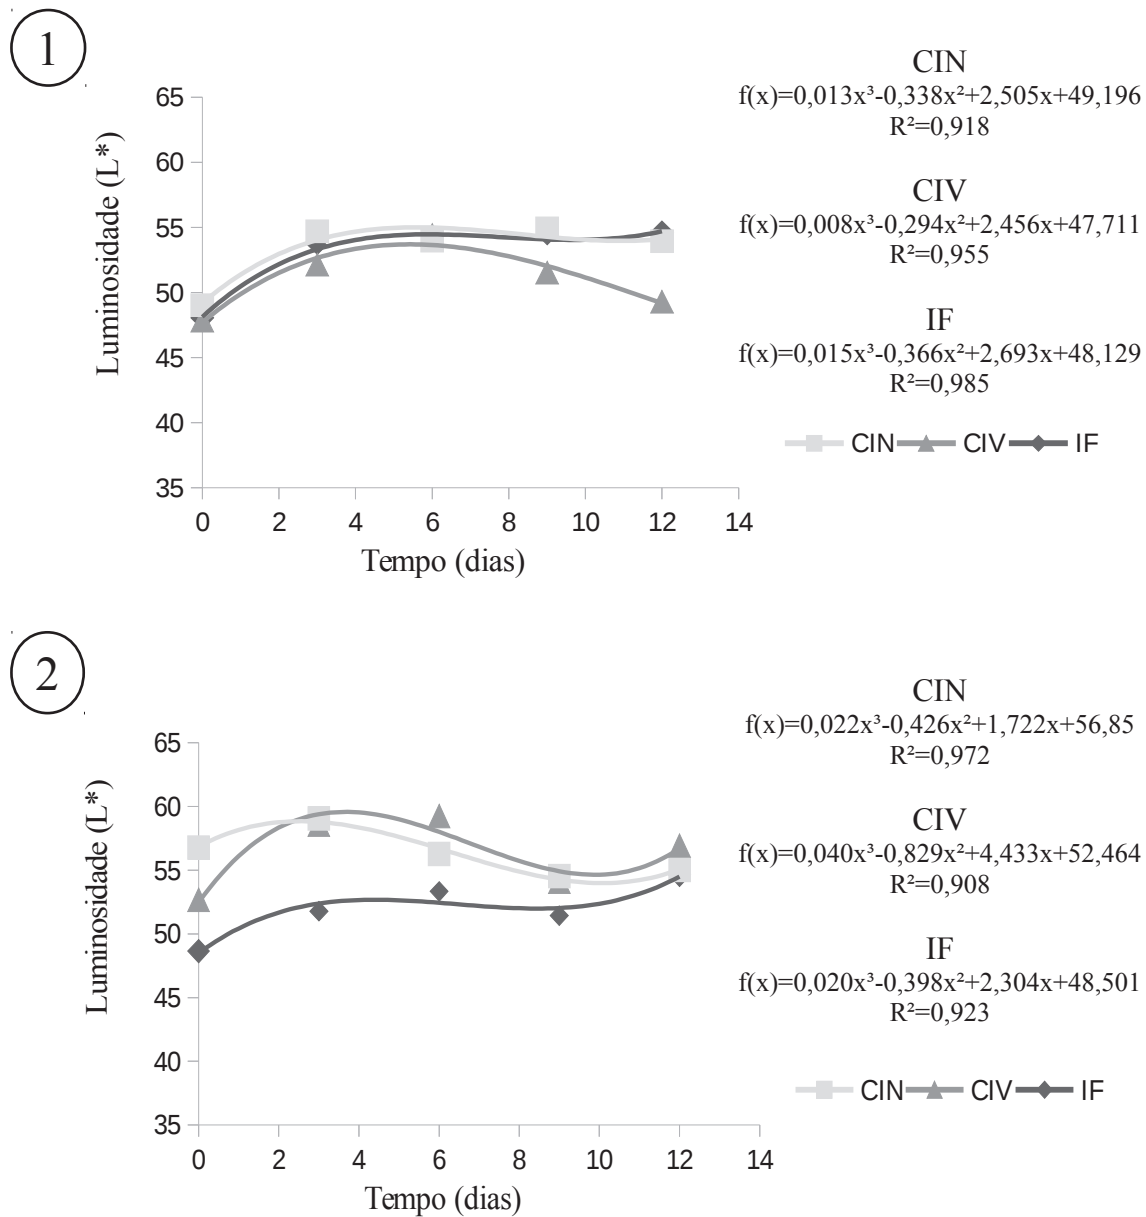 1
CIN
f(x)=0,013x³-0,338x²+2,505x+49,196
R²=0,918
CIV
f(x)=0,008x³-0,294x²+2,456x+47,711
R²=0,955
IF
f(x)=0,015x³-0,366x²+2,693x+48,129
R²=0,985
CIN CIV IF
Luminosidade (L*)
65
60
55
50
45
40
35
0 2 4 6 8 10 12 14
Tempo (dias)
2
CIN
f(x)=0,022x³-0,426x²+1,722x+56,85
R²=0,972
CIV
f(x)=0,040x³-0,829x²+4,433x+52,464
R²=0,908
IF
f(x)=0,020x³-0,398x²+2,304x+48,501
R²=0,923
CIN CIV IF
Luminosidade (L*)
65
60
55
50
45
40
35
0 2 4 6 8 10 12 14
Tempo (dias)